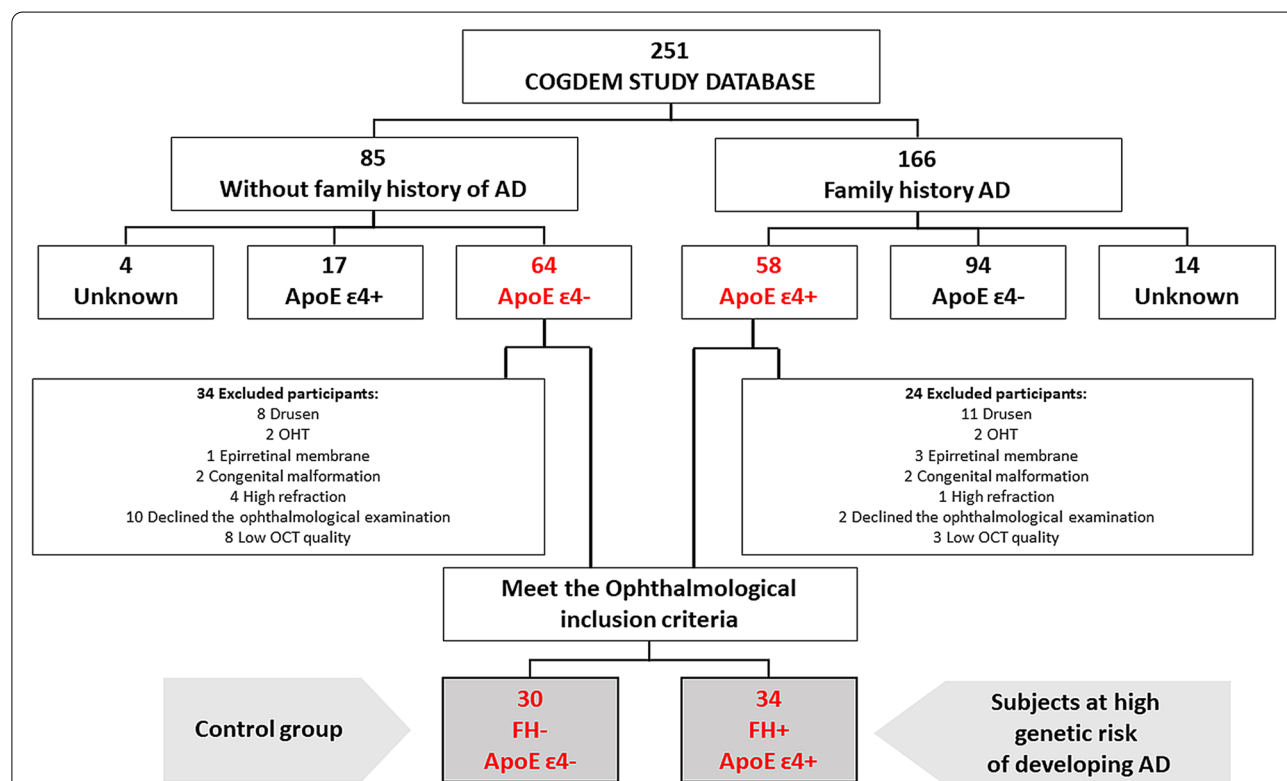 251
COGDEM STUDY DATABASE
85
Without family history of AD
166
Family history AD
4
Unknown
17
ApoE ε4+
64
ApoE ε4-
58
ApoE ε4+
94
ApoE ε4-
14
Unknown
34 Excluded participants:
8 Drusen
2 OHT
1 Epirretinal membrane
2 Congenital malformation
4 High refraction
10 Declined the ophthalmological examination
8 Low OCT quality
24 Excluded participants:
11 Drusen
2 OHT
3 Epirretinal membrane
2 Congenital malformation
1 High refraction
2 Declined the ophthalmological examination
3 Low OCT quality
Meet the Ophthalmological
inclusion criteria
Control group
30
FH-
ApoE ε4-
34
FH+
ApoE ε4+
Subjects at high
genetic risk
of developing AD